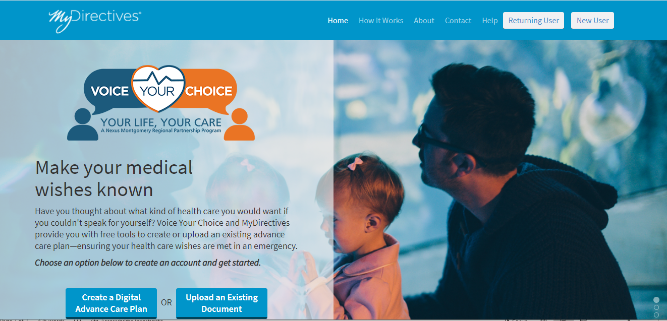 MyDirectives®
Home How It Works About Contact Help Returning User New User
VOICE YOUR CHOICE
YOUR LIFE, YOUR CARE
A Nexus Montgomery Regional Partnership Program
Make your medical
wishes known
Have you thought about what kind of health care you would want if
you couldn't speak for yourself? Voice Your Choice and MyDirectives
provide you with free tools to create or upload an existing advance
care plan—ensuring your health care wishes are met in an emergency.
Choose an option below to create an account and get started.
Create a Digital
Advance Care Plan
OR
Upload an Existing
Document